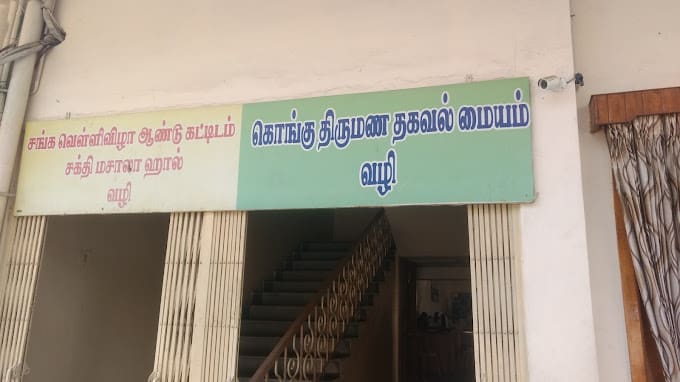 சங்க வெள்ளிவிழா ஆண்டு கட்டிடம்
சக்தி மசாலா ஹால்
வழி
கொங்கு திருமண தகவல் மையம்
வழி